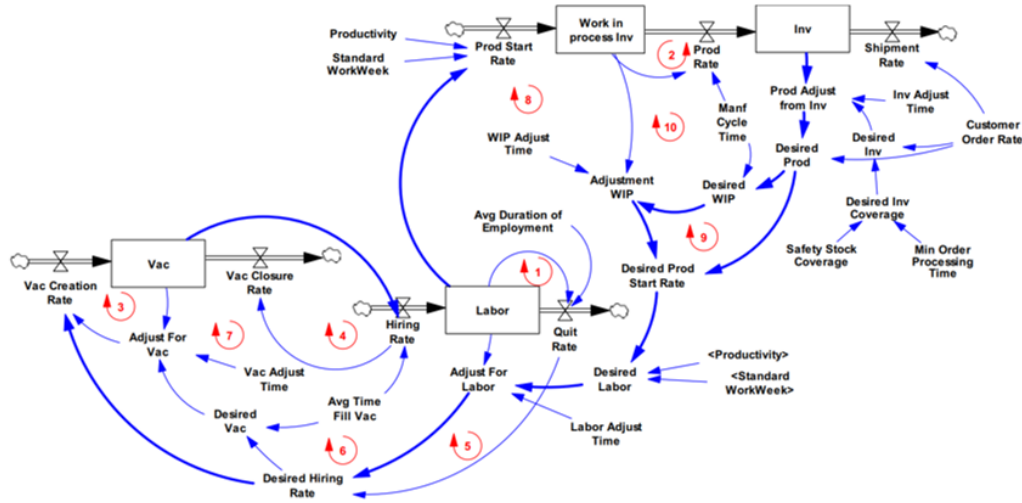 Productivity
Standard
WorkWeek
Prod Start
Rate
Work in
process Inv
2
Prod
Rate
Inv
Shipment
Rate
8
10
Prod Adjust
from Inv
Inv Adjust
Time
Manf
Cycle
Time
Customer
Order Rate
Desired
Inv
WIP Adjust
Time
Desired
Prod
Adjustment
WIP
Desired
WIP
Desired Inv
Coverage
Avg Duration of
Employment
9
Safety Stock
Coverage
Min Order
Processing
Time
Vac
Vac Creation
Rate
Vac Closure
Rate
1
Desired Prod
Start Rate
3
7
4
Hiring
Rate
Labor
Quit
Rate
Adjust For
Vac
Vac Adjust
Time
Adjust For
Labor
Desired
Labor
<Productivity>
<Standard
WorkWeek>
Desired
Vac
Avg Time
Fill Vac
Labor Adjust
Time
6
5
Desired Hiring
Rate